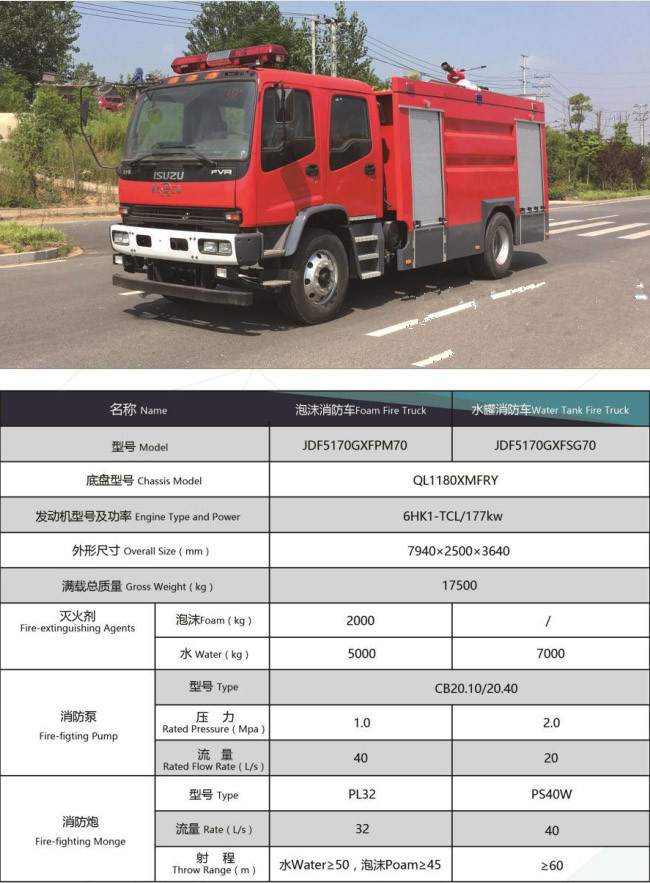 ISUZU
FVR
名称 Name
泡沫消防车Foam Fire Truck
水罐消防车Water Tank Fire Truck
型号 Model
JDF5170GXFPM70
JDF5170GXFSG70
底盘型号 Chassis Model
QL1180XMFRY
发动机型号及功率 Engine Type and Power
6HK1-TCL/177kw
外形尺寸 Overall Size（mm）
7940×2500×3640
满载总质量 Gross Weight（kg）
17500
灭火剂
Fire-extinguishing Agents
泡沫Foam（kg）
2000
/
水 Water（kg）
5000
7000
消防泵
Fire-figting Pump
型号 Type
CB20.10/20.40
压 力
Rated Pressure（Mpa）
1.0
2.0
流 量
Rated Flow Rate（L/s）
40
20
消防炮
Fire-fighting Monge
型号 Type
PL32
PS40W
流量 Rate（L/s）
32
40
射 程
Throw Range（m）
水Water≥50，泡沫Poam≥45
≥60